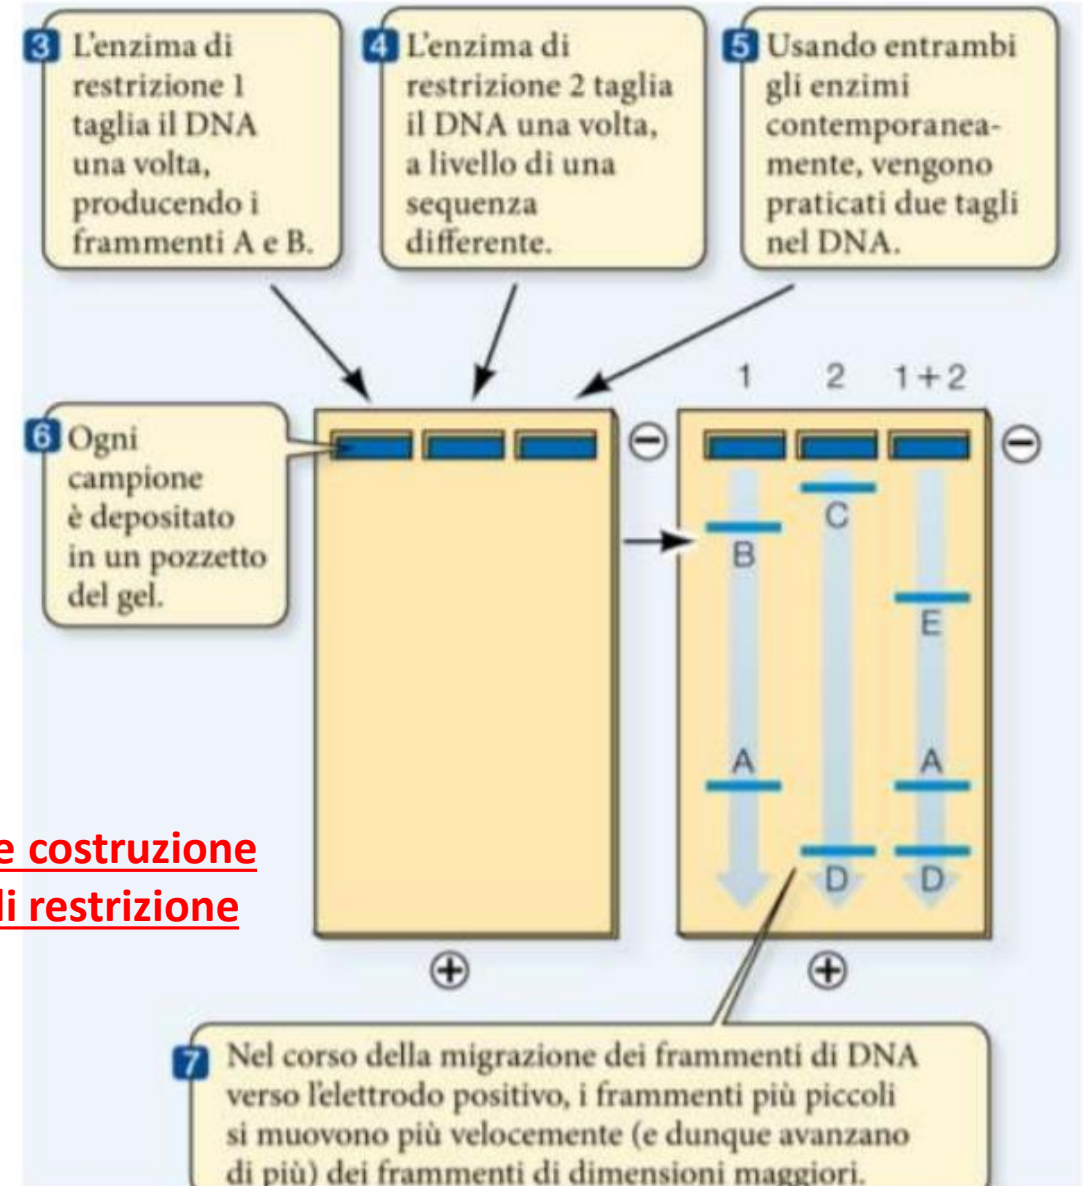 3 L'enzima di
restrizione 1
taglia il DNA
una volta,
producendo i
frammenti A e B.
4 L'enzima di
restrizione 2 taglia
il DNA una volta,
a livello di una
sequenza
differente.
5 Usando entrambi
gli enzimi
contemporanea-
mente, vengono
praticati due tagli
nel DNA.
1 2 1+2
6 Ogni
campione
è depositato
in un pozzetto
del gel.
⊖ ⊖
C
B
E
A A
D D
e costruzione
di restrizione
⊕ ⊕
7 Nel corso della migrazione dei frammenti di DNA
verso l'elettrodo positivo, i frammenti più piccoli
si muovono più velocemente (e dunque avanzano
di più) dei frammenti di dimensioni maggiori.